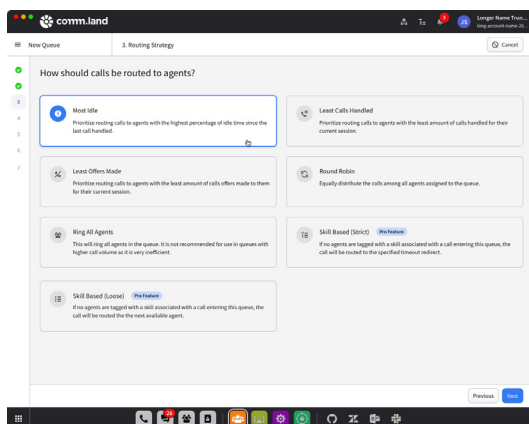 comm.land
3
JS
Longer Name Trun...
long-account-name-26...
New Queue
3. Routing Strategy
Cancel
How should calls be routed to agents?
3
4
5
6
7
Most Idle
Prioritize routing calls to agents with the highest percentage of idle time since the
last call handled.
Least Calls Handled
Prioritize routing calls to agents with the least amount of calls handled for their
current session.
Least Offers Made
Prioritize routing calls to agents with the least amount of calls offers made to them
for their current session.
Round Robin
Equally distribute the calls among all agents assigned to the queue.
Ring All Agents
This will ring all agents in the queue. It is not recommended for use in queues with
higher call volume as it is very inefficient.
Skill Based (Strict) Pro Feature
If no agents are tagged with a skill associated with a call entering this queue, the
call will be routed to the specified timeout redirect.
Skill Based (Loose) Pro Feature
If no agents are tagged with a skill associated with a call entering this queue, the
call will be routed the the next available agent.
Previous
Next
26